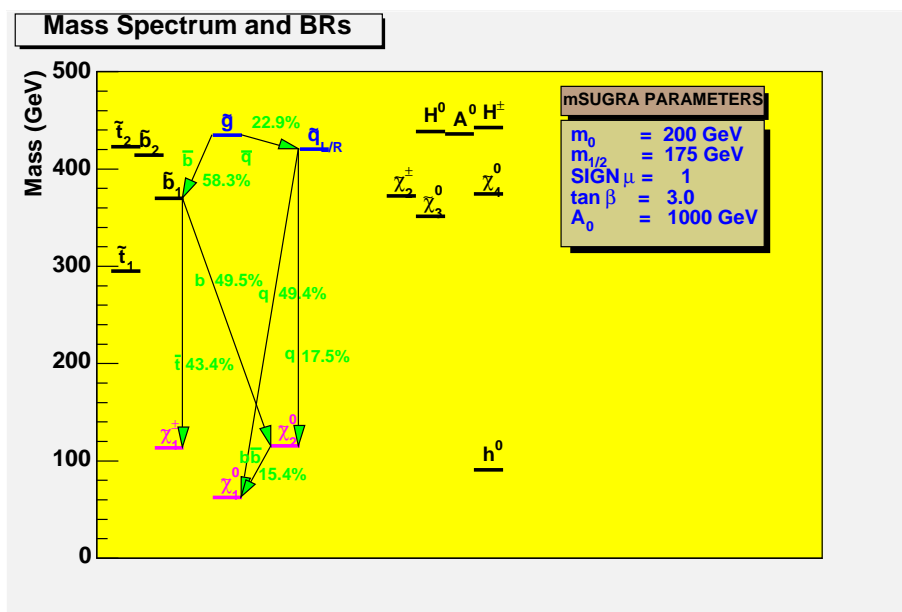 Mass Spectrum and BRs
Mass (GeV)
500
400
300
200
100
0
t̃₂
b̃₂
b̃₁
t̃₁
g̃
22.9%
q̃ L/R
b̅
q̅
58.3%
b 49.5%
q 49.4%
t̅ 43.4%
q 17.5%
χ̃₁±
χ̃₂⁰
bb̅
15.4%
χ̃₁⁰
H⁰
A⁰
H±
χ̃₂±
χ̃₃⁰
χ̃₄⁰
h⁰
mSUGRA PARAMETERS
m₀ = 200 GeV
m₁/₂ = 175 GeV
SIGN μ = 1
tan β = 3.0
A₀ = 1000 GeV